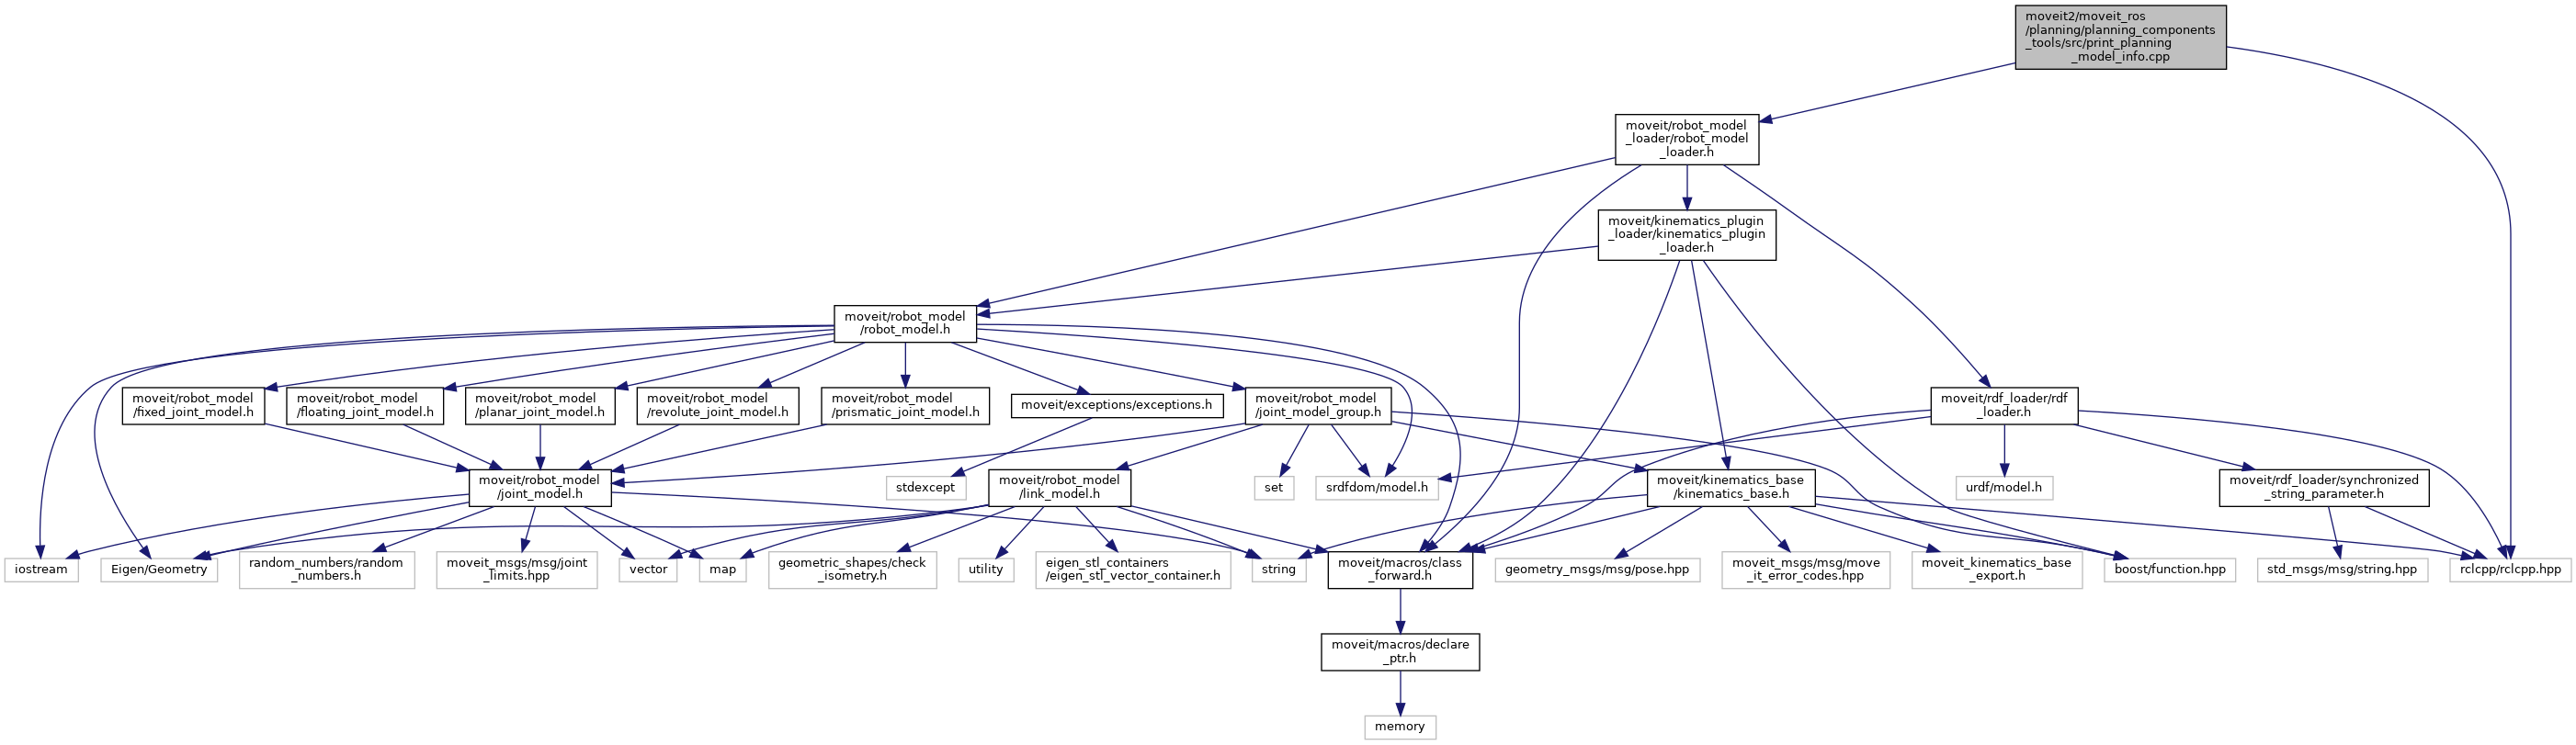 moveit2/moveit_ros
/planning/planning_components
_tools/src/print_planning
_model_info.cpp
moveit/robot_model
_loader/robot_model
_loader.h
moveit/kinematics_plugin
_loader/kinematics_plugin
_loader.h
moveit/robot_model
/robot_model.h
moveit/robot_model
/fixed_joint_model.h
moveit/robot_model
/floating_joint_model.h
moveit/robot_model
/planar_joint_model.h
moveit/robot_model
/revolute_joint_model.h
moveit/robot_model
/prismatic_joint_model.h
moveit/exceptions/exceptions.h
moveit/robot_model
/joint_model_group.h
moveit/rdf_loader/rdf
_loader.h
moveit/robot_model
/joint_model.h
stdexcept
moveit/robot_model
/link_model.h
set
srdfdom/model.h
moveit/kinematics_base
/kinematics_base.h
urdf/model.h
moveit/rdf_loader/synchronized
_string_parameter.h
iostream
Eigen/Geometry
random_numbers/random
_numbers.h
moveit_msgs/msg/joint
_limits.hpp
vector
map
geometric_shapes/check
_isometry.h
utility
eigen_stl_containers
/eigen_stl_vector_container.h
string
moveit/macros/class
_forward.h
geometry_msgs/msg/pose.hpp
moveit_msgs/msg/move
_it_error_codes.hpp
moveit_kinematics_base
_export.h
boost/function.hpp
std_msgs/msg/string.hpp
rclcpp/rclcpp.hpp
moveit/macros/declare
_ptr.h
memory